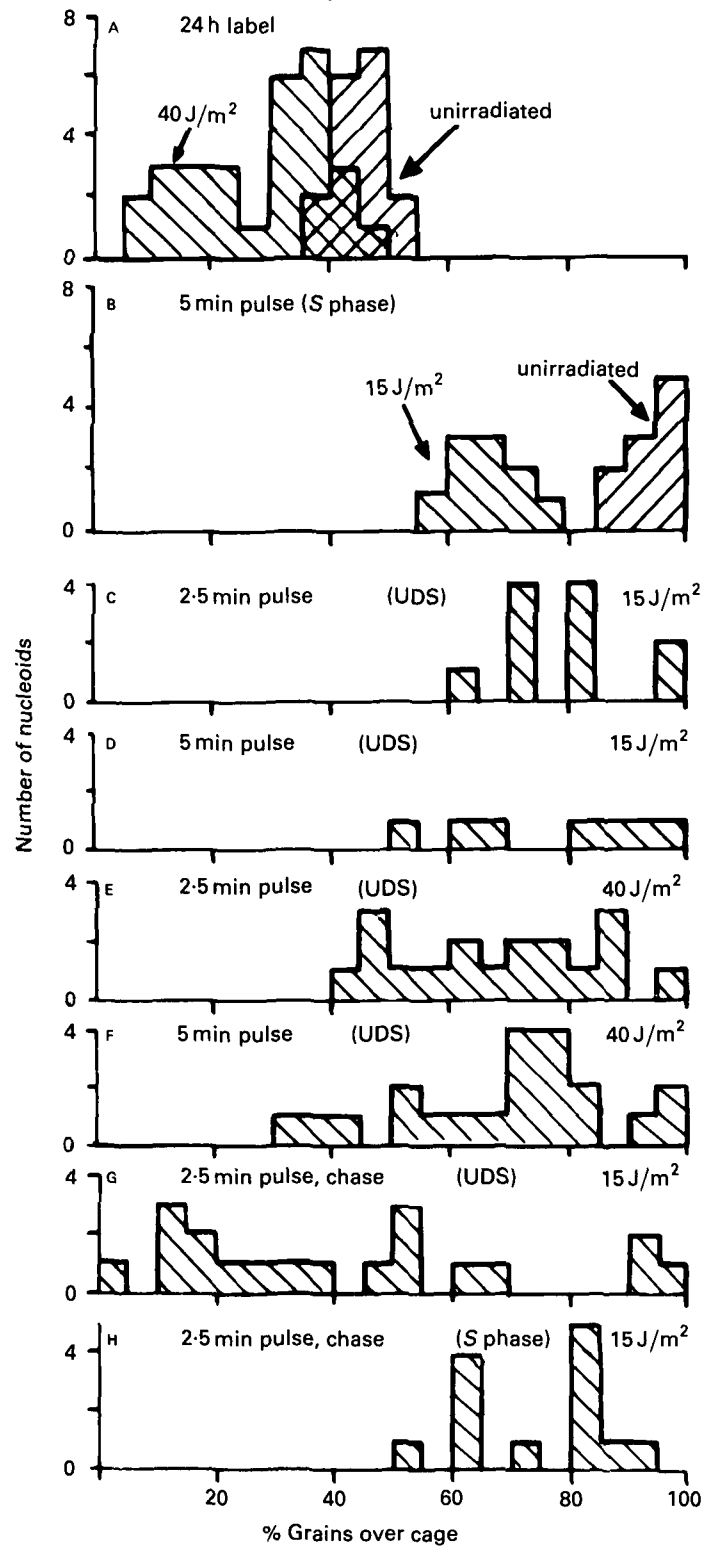 8
A 24 h label
40 J/m²
unirradiated
4
0
8
B 5 min pulse (S phase)
15 J/m²
unirradiated
4
0
4
C 2·5 min pulse (UDS) 15 J/m²
0
4
D 5 min pulse (UDS) 15 J/m²
0
4
E 2·5 min pulse (UDS) 40 J/m²
0
4
F 5 min pulse (UDS) 40 J/m²
0
4
G 2·5 min pulse, chase (UDS) 15 J/m²
0
4
H 2·5 min pulse, chase (S phase) 15 J/m²
0
Number of nucleoids
20 40 60 80 100
% Grains over cage